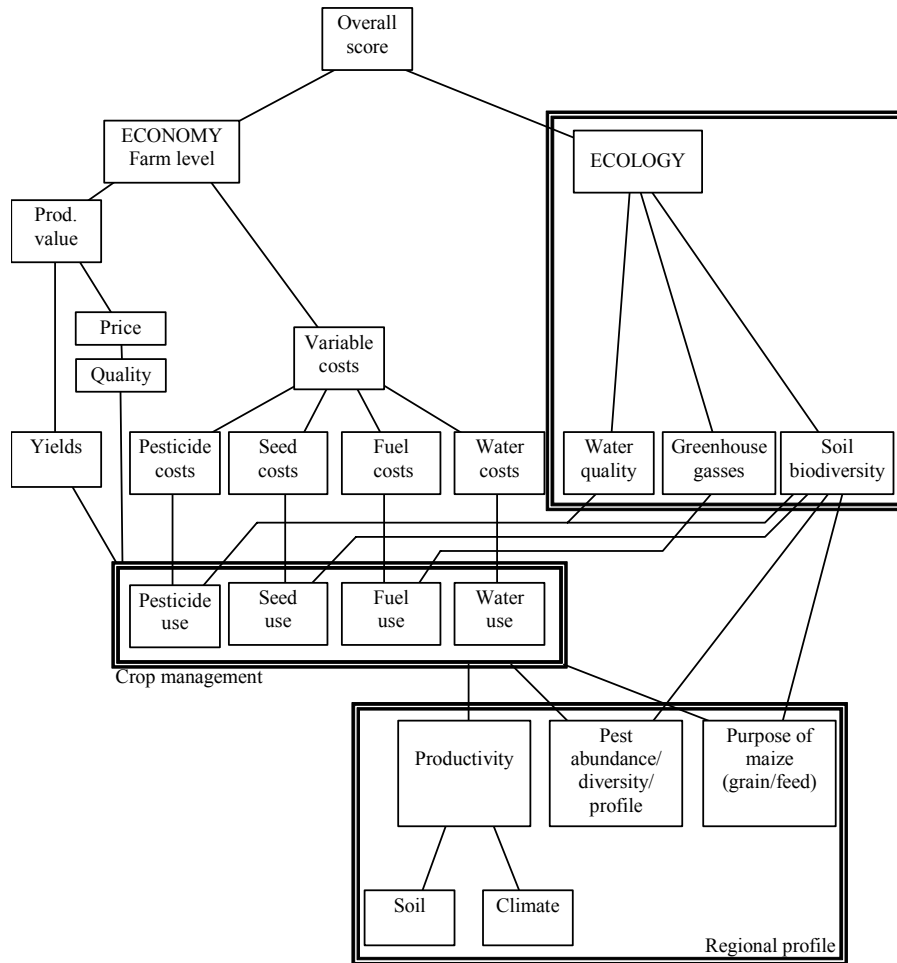 Overall
score
ECONOMY
Farm level
ECOLOGY
Prod.
value
Price
Quality
Variable
costs
Yields
Pesticide
costs
Seed
costs
Fuel
costs
Water
costs
Water
quality
Greenhouse
gasses
Soil
biodiversity
Pesticide
use
Seed
use
Fuel
use
Water
use
Crop management
Productivity
Pest
abundance/
diversity/
profile
Purpose of
maize
(grain/feed)
Soil
Climate
Regional profile